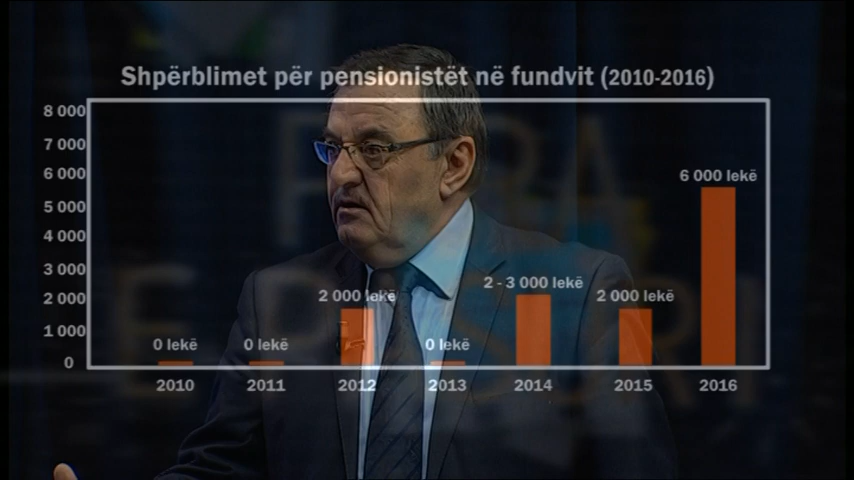 Shpërblimet për pensionistët në fundvit (2010-2016)
8 000
7 000
6 000
5 000
4 000
3 000
2 000
1 000
0
0 lekë
0 lekë
2 000 lekë
0 lekë
2 - 3 000 lekë
2 000 lekë
6 000 lekë
2010 2011 2012 2013 2014 2015 2016